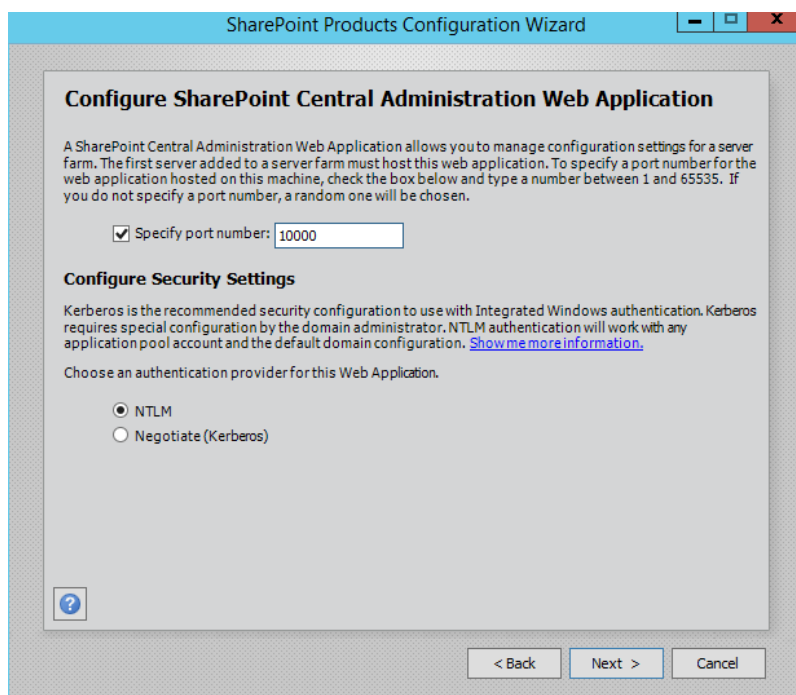 SharePoint Products Configuration Wizard
Configure SharePoint Central Administration Web Application
A SharePoint Central Administration Web Application allows you to manage configuration settings for a server
farm. The first server added to a server farm must host this web application. To specify a port number for the
web application hosted on this machine, check the box below and type a number between 1 and 65535. If
you do not specify a port number, a random one will be chosen.
Specify port number: 10000
Configure Security Settings
Kerberos is the recommended security configuration to use with Integrated Windows authentication. Kerberos
requires special configuration by the domain administrator. NTLM authentication will work with any
application pool account and the default domain configuration. Show me more information.
Choose an authentication provider for this Web Application.
NTLM
Negotiate (Kerberos)
< Back Next > Cancel